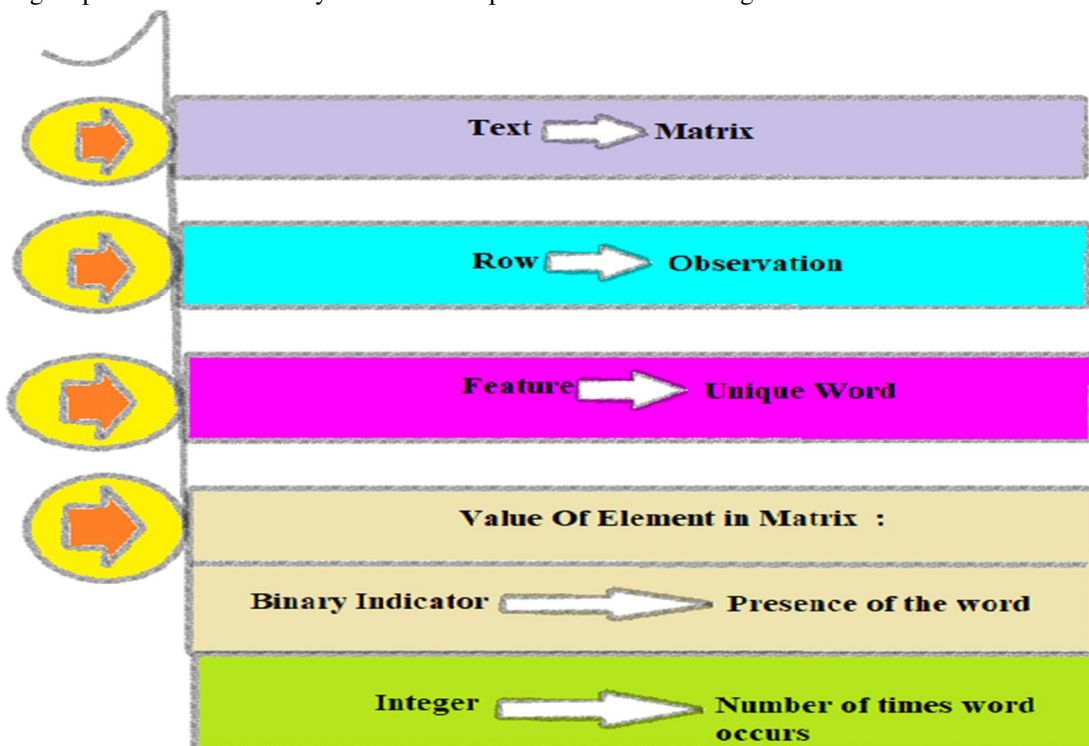 Text Matrix
Row Observation
Feature Unique Word
Value Of Element in Matrix :
Binary Indicator Presence of the word
Integer Number of times word
occurs